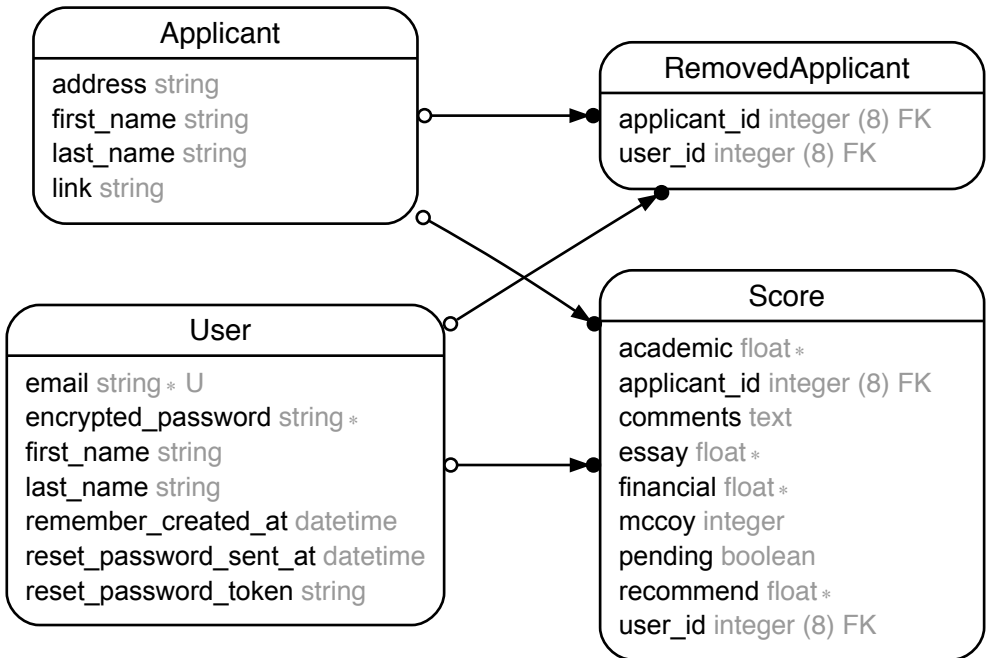 Applicant
address string
first_name string
last_name string
link string
RemovedApplicant
applicant_id integer (8) FK
user_id integer (8) FK
User
email string ∗ U
encrypted_password string ∗
first_name string
last_name string
remember_created_at datetime
reset_password_sent_at datetime
reset_password_token string
Score
academic float ∗
applicant_id integer (8) FK
comments text
essay float ∗
financial float ∗
mccoy integer
pending boolean
recommend float ∗
user_id integer (8) FK